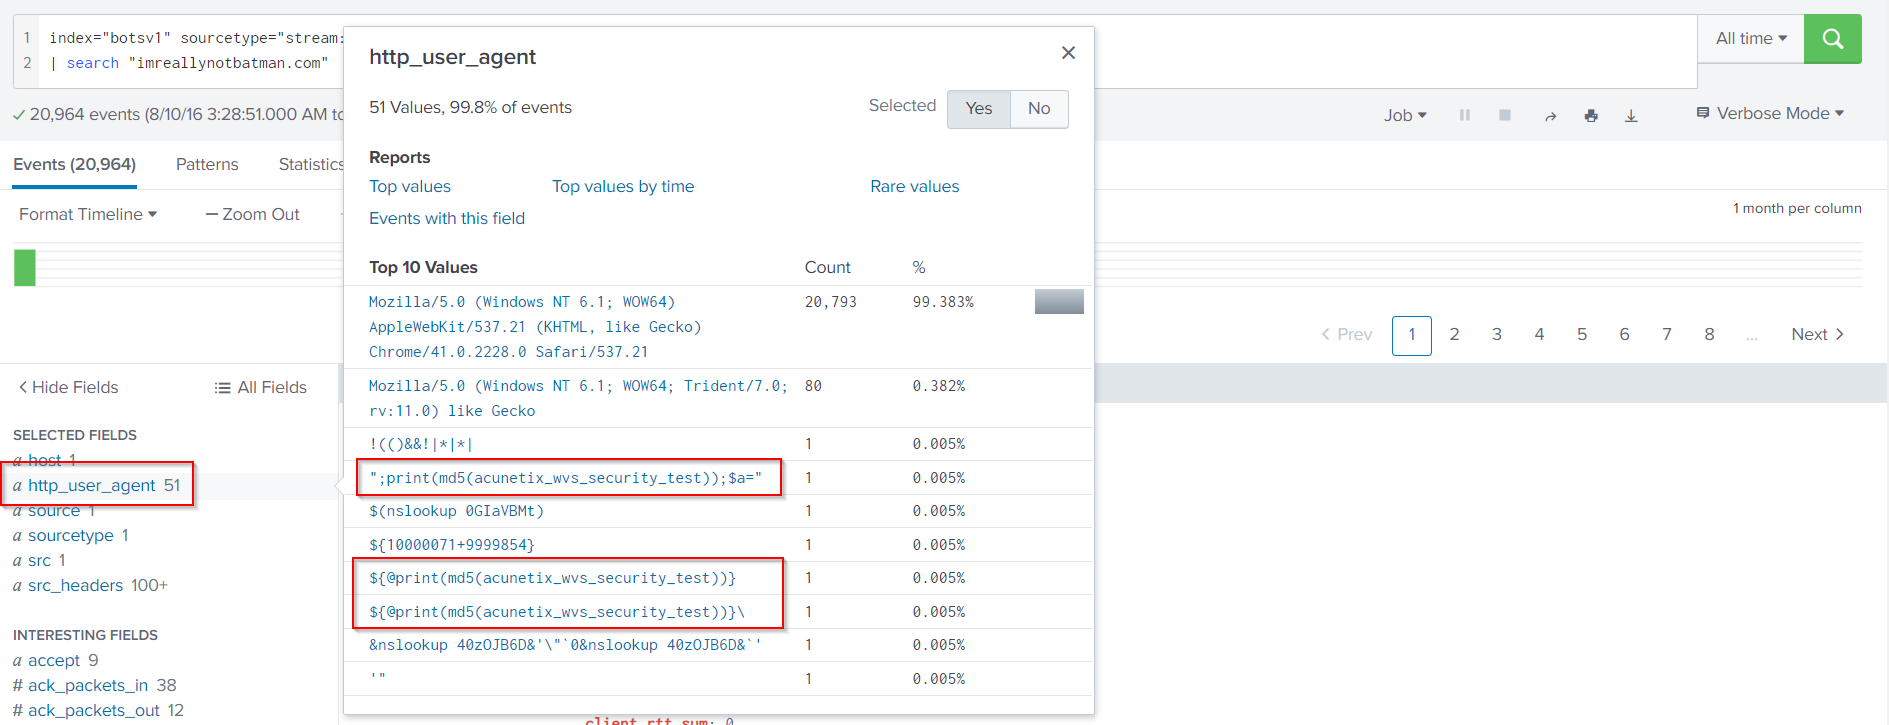 1 index="botsv1" sourcetype="stream:
2 | search "imreallynotbatman.com"
All time
20,964 events (8/10/16 3:28:51.000 AM to
Job
Verbose Mode
Events (20,964)
Patterns
Statistics
Format Timeline
Zoom Out
1 month per column
Prev 1 2 3 4 5 6 7 8 ... Next
Hide Fields
All Fields
SELECTED FIELDS
a host 1
a http_user_agent 51
a source 1
a sourcetype 1
a src 1
a src_headers 100+
INTERESTING FIELDS
a accept 9
# ack_packets_in 38
# ack_packets_out 12
http_user_agent
51 Values, 99.8% of events
Selected
Yes
No
Reports
Top values
Top values by time
Rare values
Events with this field
Top 10 Values Count %
Mozilla/5.0 (Windows NT 6.1; WOW64) 20,793 99.383%
AppleWebKit/537.21 (KHTML, like Gecko)
Chrome/41.0.2228.0 Safari/537.21
Mozilla/5.0 (Windows NT 6.1; WOW64; Trident/7.0; 80 0.382%
rv:11.0) like Gecko
!(()&&!|*|*| 1 0.005%
";print(md5(acunetix_wvs_security_test));$a=" 1 0.005%
$(nslookup 0GIaVBMt) 1 0.005%
${10000071+9999854} 1 0.005%
${@print(md5(acunetix_wvs_security_test))} 1 0.005%
${@print(md5(acunetix_wvs_security_test))}\ 1 0.005%
&nslookup 40zOJB6D&'\"`0&nslookup 40zOJB6D&`' 1 0.005%
'" 1 0.005%
client_rtt_sum: 0